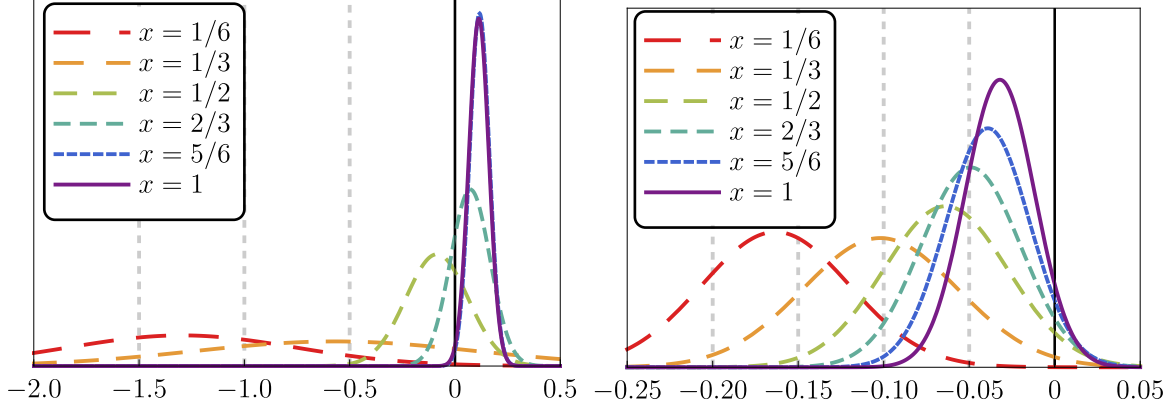 x = 1/6
x = 1/3
x = 1/2
x = 2/3
x = 5/6
x = 1
−2.0 −1.5 −1.0 −0.5 0 0.5
x = 1/6
x = 1/3
x = 1/2
x = 2/3
x = 5/6
x = 1
−0.25 −0.20 −0.15 −0.10 −0.05 0 0.05